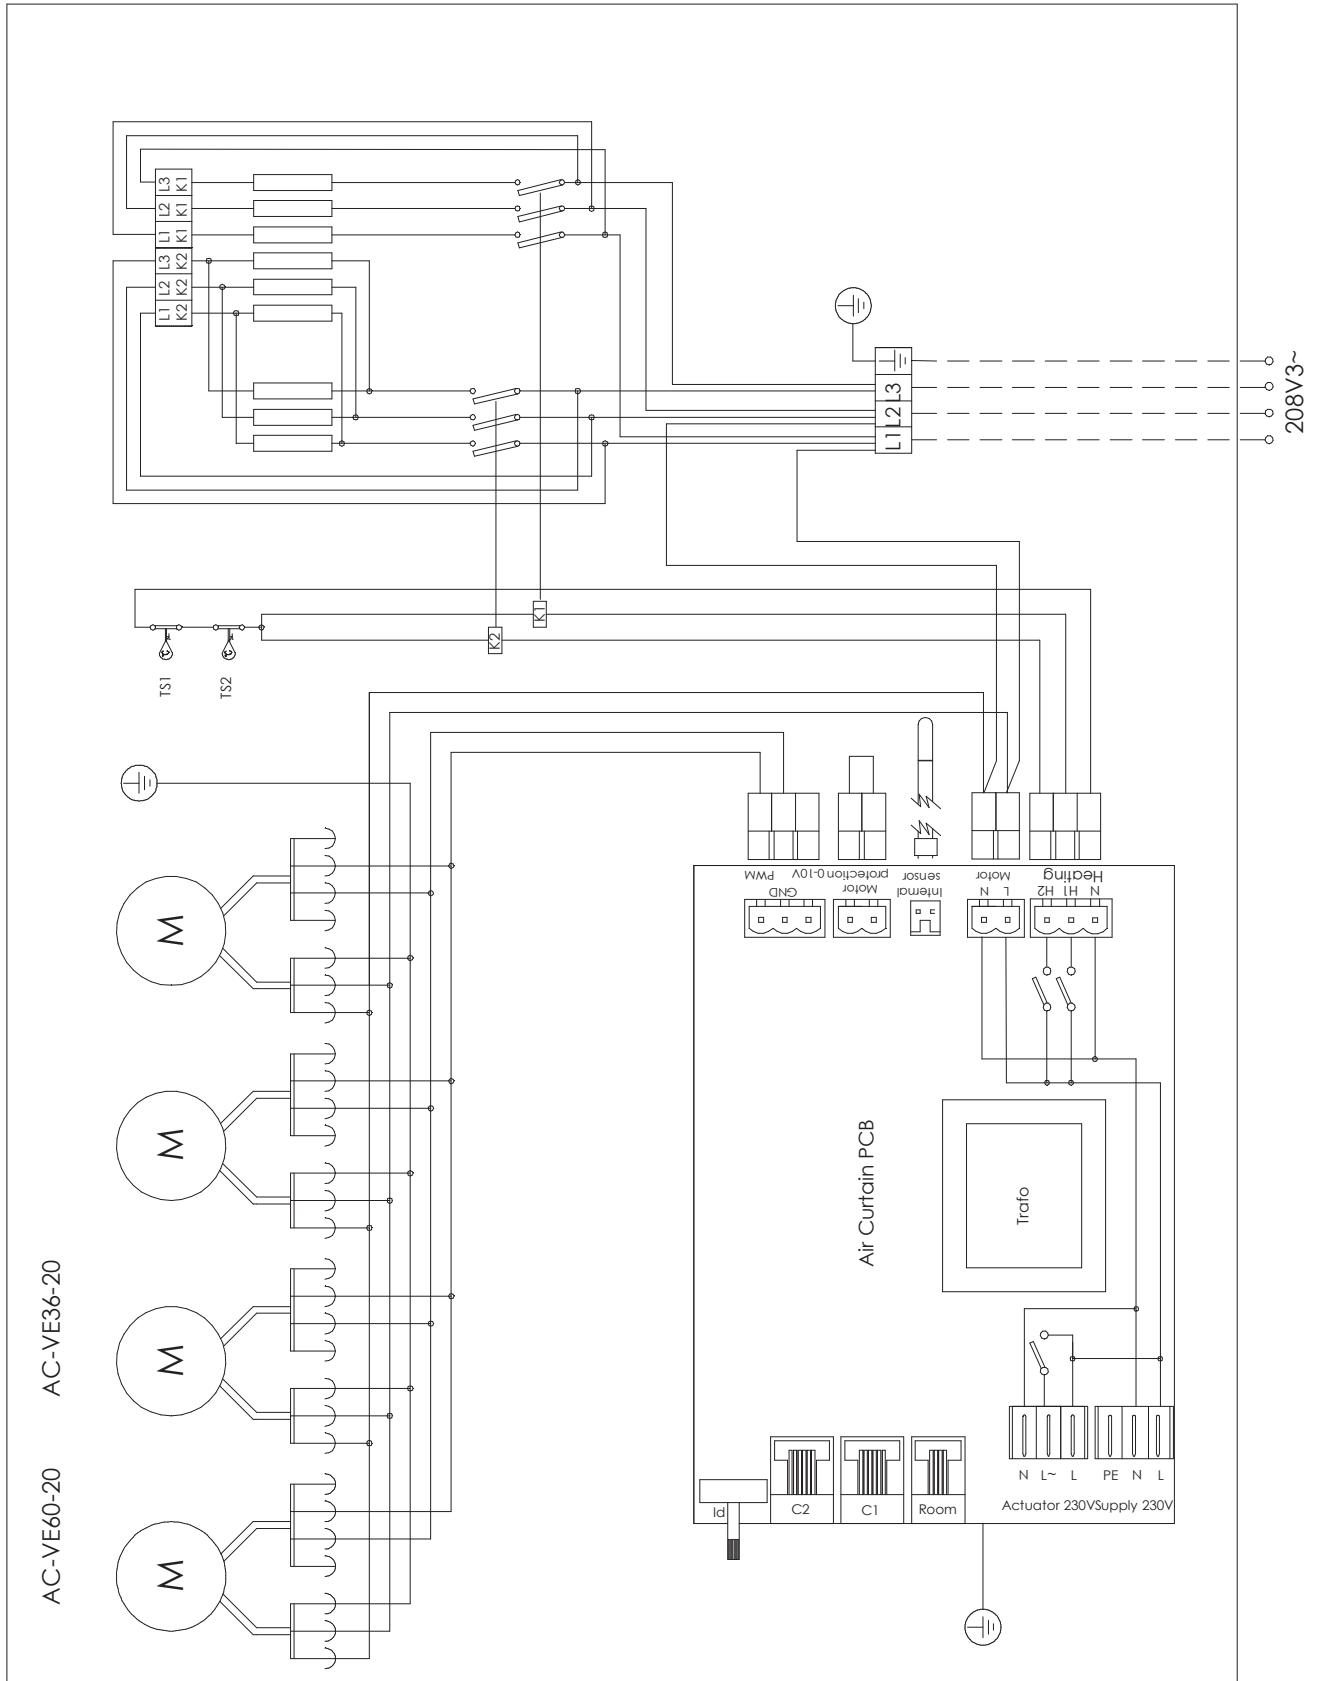 L3 K1
L2 K1
L1 K1
L3 K2
L2 K2
L1 K2
L3
L2
L1
208V3~
K1
K2
TS1
TS2
M
M
M
M
AC-VE36-20
AC-VE60-20
PWM
GND
0-10V
Motor
protection
Internal
sensor
Motor
N L
Heating
H2 H1 N
Air Curtain PCB
Trafo
N L~ L
PE N L
Actuator 230V
Supply 230V
Id
C2
C1
Room